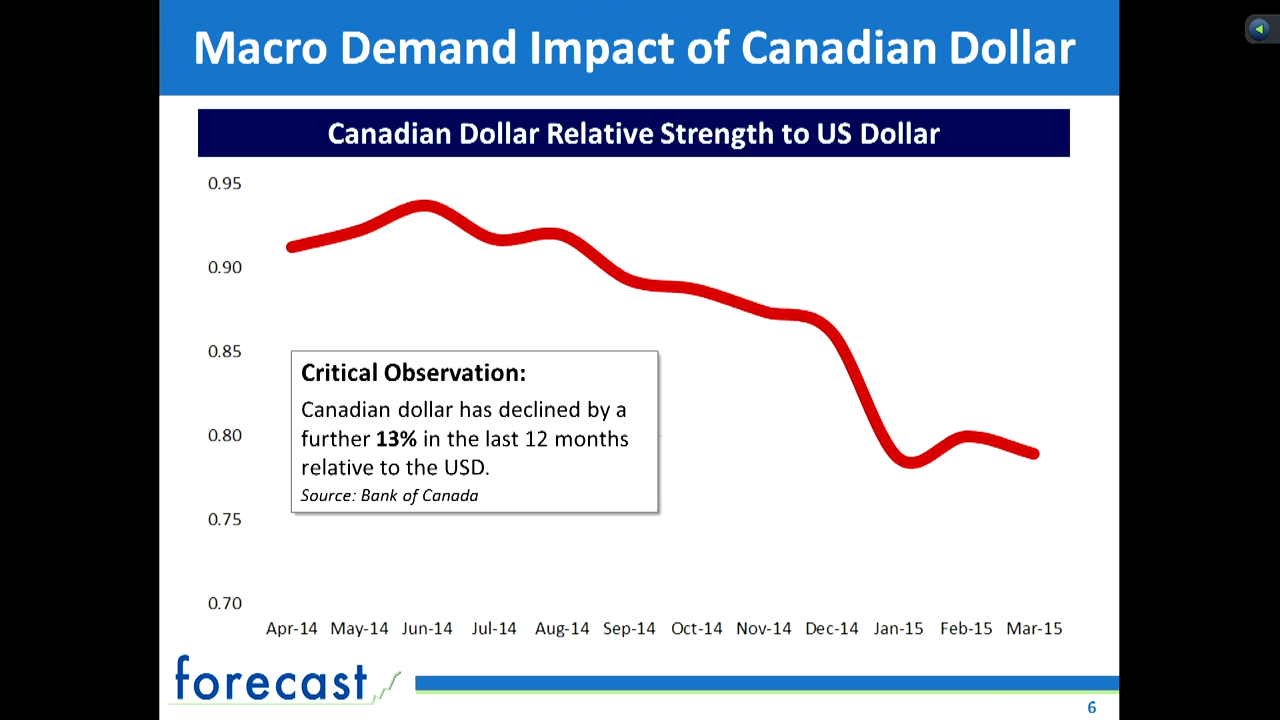 Macro Demand Impact of Canadian Dollar
Canadian Dollar Relative Strength to US Dollar
0.95
0.90
0.85
0.80
0.75
0.70
Critical Observation:
Canadian dollar has declined by a
further 13% in the last 12 months
relative to the USD.
Source: Bank of Canada
Apr-14 May-14 Jun-14 Jul-14 Aug-14 Sep-14 Oct-14 Nov-14 Dec-14 Jan-15 Feb-15 Mar-15
forecast
6